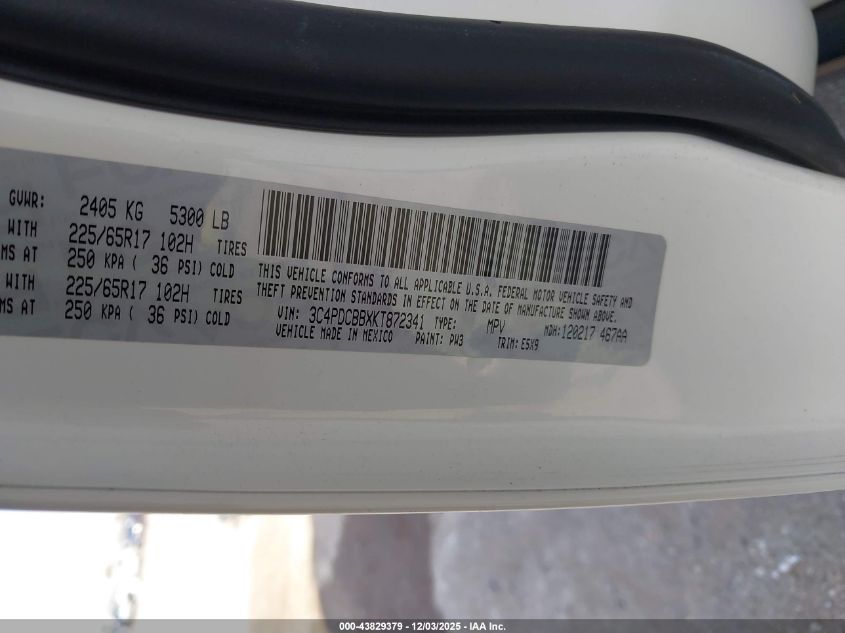 GVWR: 2405 KG 5300 LB
WITH 225/65R17 102H TIRES
MS AT 250 KPA ( 36 PSI) COLD
WITH 225/65R17 102H TIRES
MS AT 250 KPA ( 36 PSI) COLD
THIS VEHICLE CONFORMS TO ALL APPLICABLE U.S.A. FEDERAL MOTOR VEHICLE SAFETY AND
THEFT PREVENTION STANDARDS IN EFFECT ON THE DATE OF MANUFACTURE SHOWN ABOVE.
VIN: 3C4PDCBBXKT872341 TYPE: MPV MDH:120217 467AA
VEHICLE MADE IN MEXICO PAINT: PW3 TRIM: E5X9
000-43829379 - 12/03/2025 - IAA Inc.